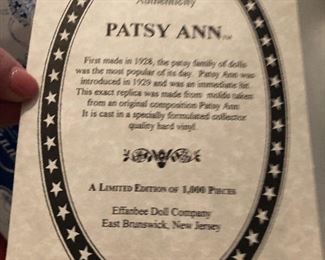 Authenticity
PATSY ANN™
First made in 1928, the patsy family of dolls
was the most popular of its day. Patsy Ann was
introduced in 1929 and was an immediate hit.
This exact replica was made from molds taken
from an original composition Patsy Ann.
It is cast in a specially formulated collector
quality hard vinyl.
A LIMITED EDITION OF 1,000 PIECES
Effanbee Doll Company
East Brunswick, New Jersey